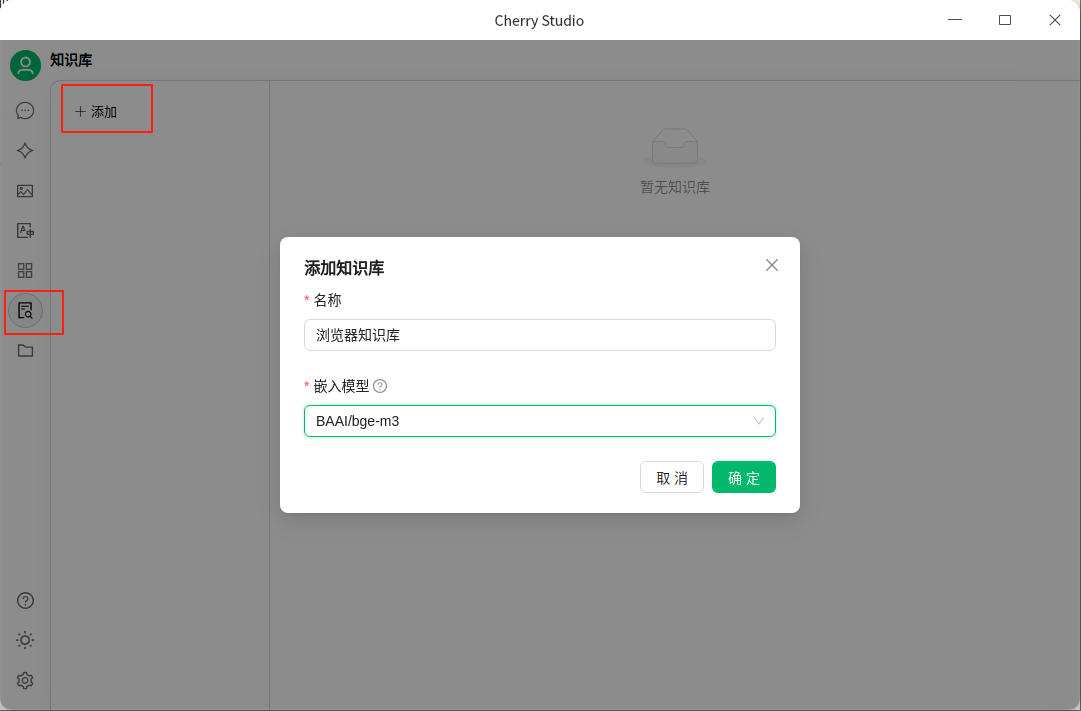 Cherry Studio
知识库
添加
暂无知识库
添加知识库
* 名称
浏览器知识库
* 嵌入模型
BAAI/bge-m3
取 消
确 定